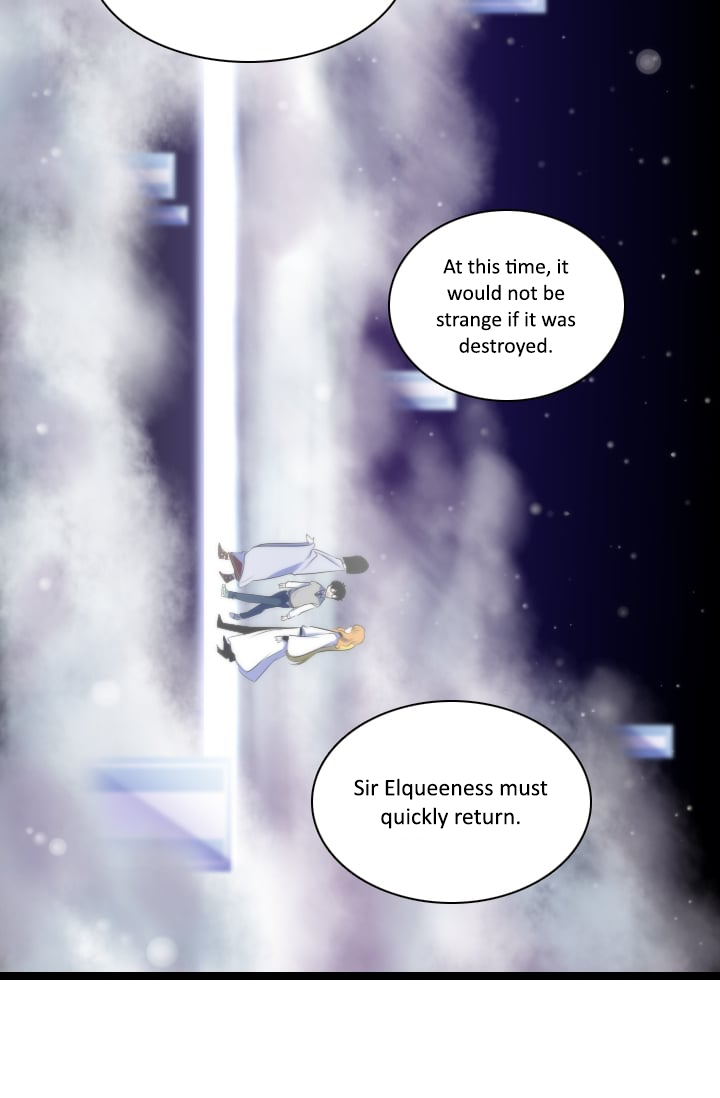 At this time, it
would not be
strange if it was
destroyed.
Sir Elqueeness must
quickly return.